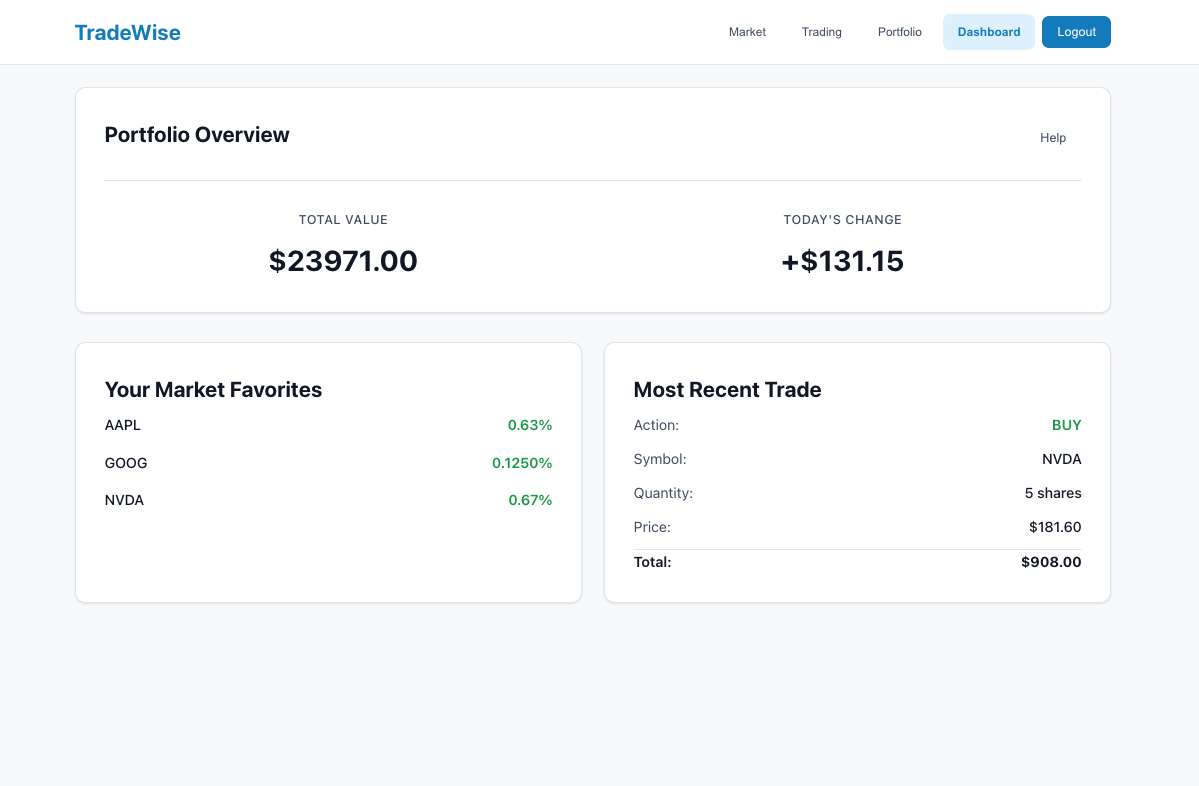 TradeWise
Market Trading Portfolio Dashboard Logout
Portfolio Overview
Help
TOTAL VALUE
$23971.00
TODAY'S CHANGE
+$131.15
Your Market Favorites
AAPL 0.63%
GOOG 0.1250%
NVDA 0.67%
Most Recent Trade
Action: BUY
Symbol: NVDA
Quantity: 5 shares
Price: $181.60
Total: $908.00